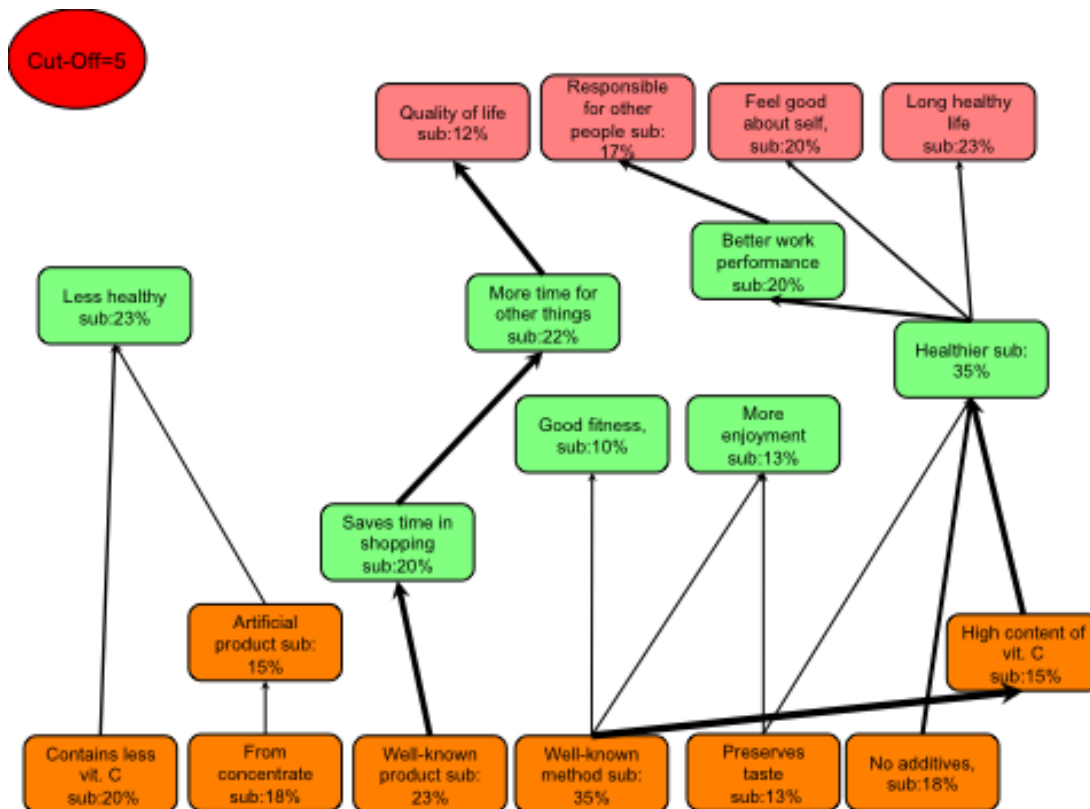 Cut-Off=5
Quality of life
sub:12%
Responsible
for other
people sub:
17%
Feel good
about self,
sub:20%
Long healthy
life
sub:23%
Better work
performance
sub:20%
Less healthy
sub:23%
More time for
other things
sub:22%
Healthier sub:
35%
Good fitness,
sub:10%
More
enjoyment
sub:13%
Saves time in
shopping
sub:20%
Artificial
product sub:
15%
High content of
vit. C
sub:15%
Contains less
vit. C
sub:20%
From
concentrate
sub:18%
Well-known
product sub:
23%
Well-known
method sub:
35%
Preserves
taste
sub:13%
No additives,
sub:18%